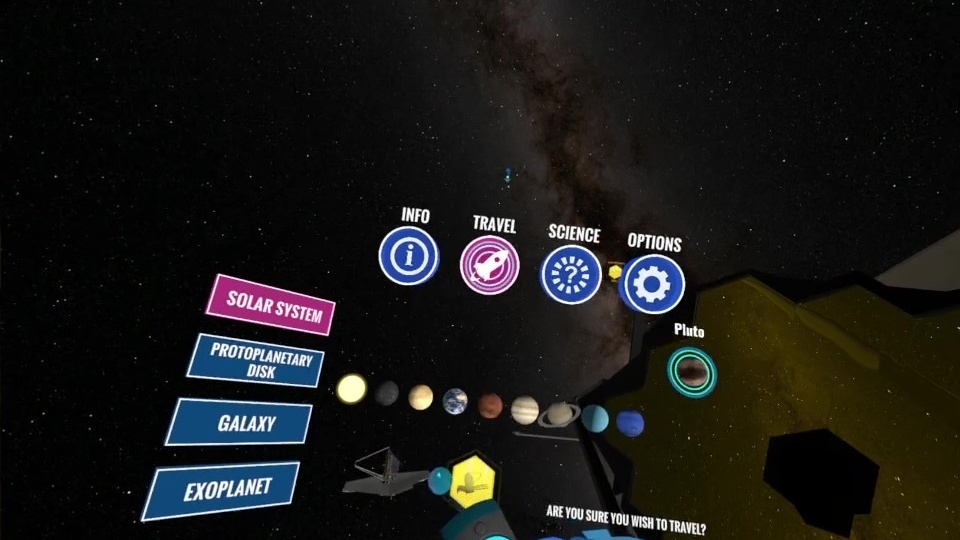 INFO
TRAVEL
SCIENCE
OPTIONS
SOLAR SYSTEM
PROTOPLANETARY
DISK
GALAXY
EXOPLANET
Pluto
ARE YOU SURE YOU WISH TO TRAVEL?